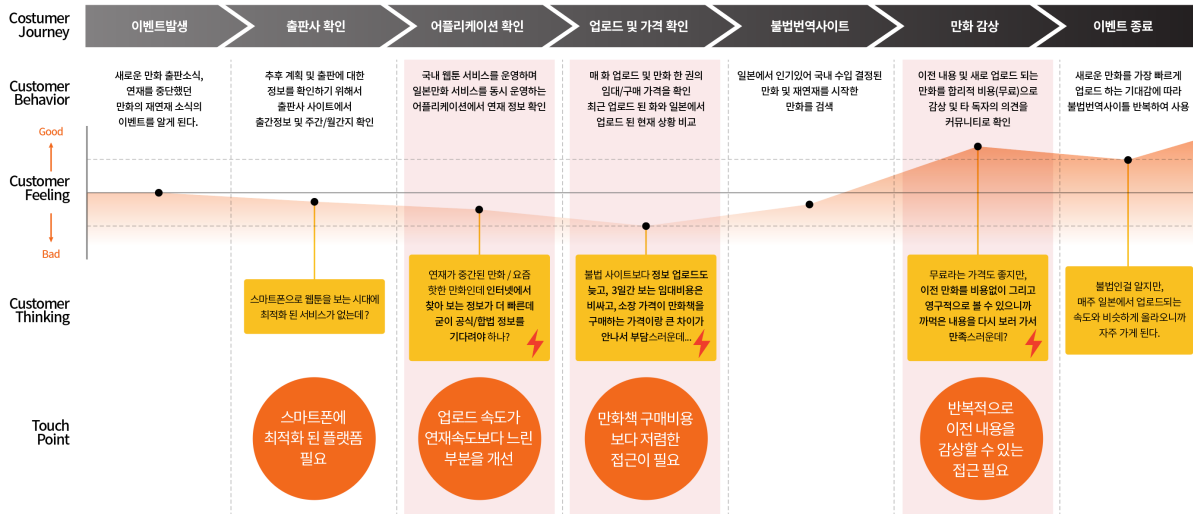 Costumer
Journey
이벤트발생
출판사 확인
어플리케이션 확인
업로드 및 가격 확인
불법번역사이트
만화 감상
이벤트 종료
Customer
Behavior
새로운 만화 출판소식,
연재를 중단했던
만화의 재연재 소식의
이벤트를 알게 된다.
추후 계획 및 출판에 대한
정보를 확인하기 위해서
출판사 사이트에서
출간정보 및 주간/월간지 확인
국내 웹툰 서비스를 운영하며
일본만화 서비스를 동시 운영하는
어플리케이션에서 연재 정보 확인
매 화 업로드 및 만화 한 권의
임대/구매 가격을 확인
최근 업로드 된 화와 일본에서
업로드 된 현재 상황 비교
일본에서 인기있어 국내 수입 결정된
만화 및 재연재를 시작한
만화를 검색
이전 내용 및 새로 업로드 되는
만화를 합리적 비용(무료)으로
감상 및 타 독자의 의견을
커뮤니티로 확인
새로운 만화를 가장 빠르게
업로드 하는 기대감에 따라
불법번역사이틀 반복하여 사용
Good
Customer
Feeling
Bad
Customer
Thinking
스마트폰으로 웹툰을 보는 시대에
최적화 된 서비스가 없는데?
연재가 중간된 만화 / 요즘
핫한 만화인데 인터넷에서
찾아 보는 정보가 더 빠른데
굳이 공식/합법 정보를
기다려야 하나?
불법 사이트보다 정보 업로드도
늦고, 3일간 보는 임대비용은
비싸고, 소장 가격이 만화책을
구매하는 가격이랑 큰 차이가
안나서 부담스러운데...
무료라는 가격도 좋지만,
이전 만화를 비용없이 그리고
영구적으로 볼 수 있으니까
까먹은 내용을 다시 보러 가서
만족스러운데?
불법인걸 알지만,
매주 일본에서 업로드되는
속도와 비슷하게 올라오니까
자주 가게 된다.
Touch
Point
스마트폰에
최적화 된 플랫폼
필요
업로드 속도가
연재속도보다 느린
부분을 개선
만화책 구매비용
보다 저렴한
접근이 필요
반복적으로
이전 내용을
감상할 수 있는
접근 필요